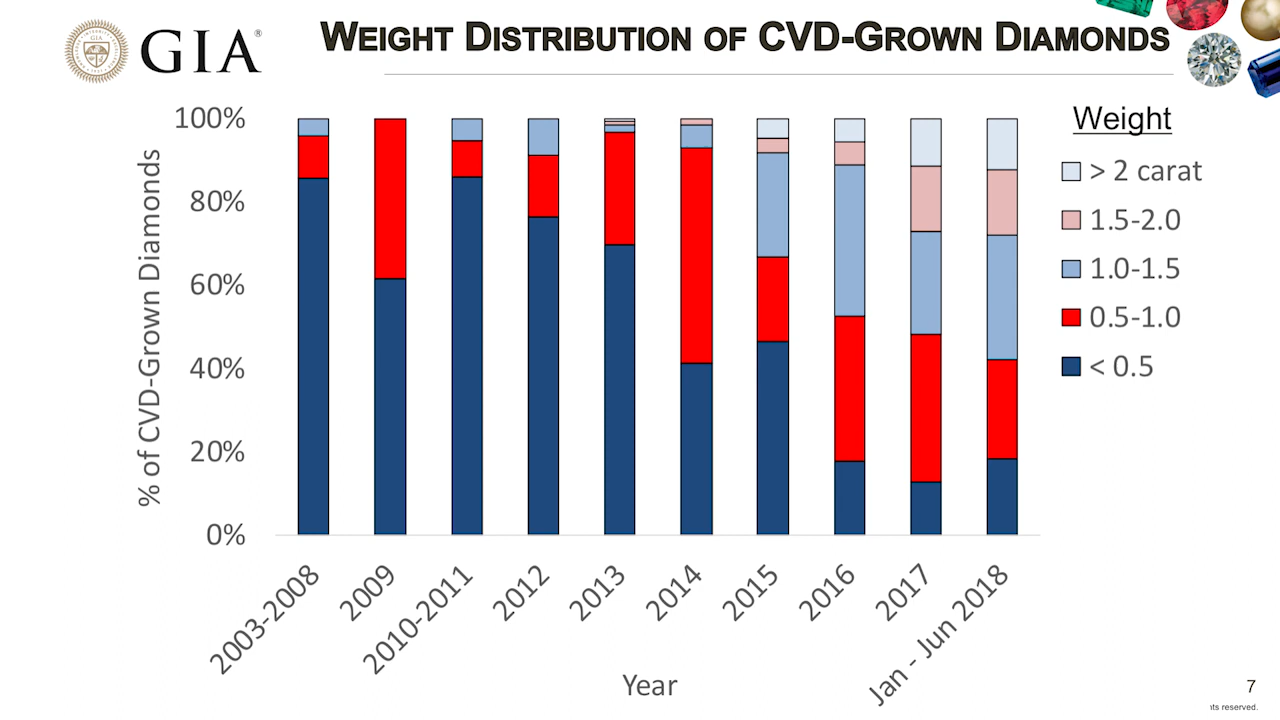 GIA®
WEIGHT DISTRIBUTION OF CVD-GROWN DIAMONDS
% of CVD-Grown Diamonds
100%
80%
60%
40%
20%
0%
2003-2008
2009
2010-2011
2012
2013
2014
2015
2016
2017
Jan - Jun 2018
Year
Weight
> 2 carat
1.5-2.0
1.0-1.5
0.5-1.0
< 0.5
7
reserved.